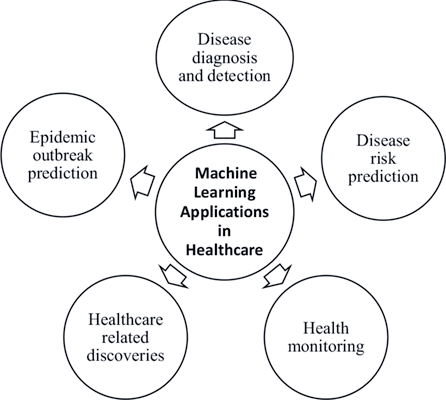 Disease
diagnosis
and detection
Epidemic
outbreak
prediction
Disease
risk
prediction
Machine
Learning
Applications
in
Healthcare
Healthcare
related
discoveries
Health
monitoring